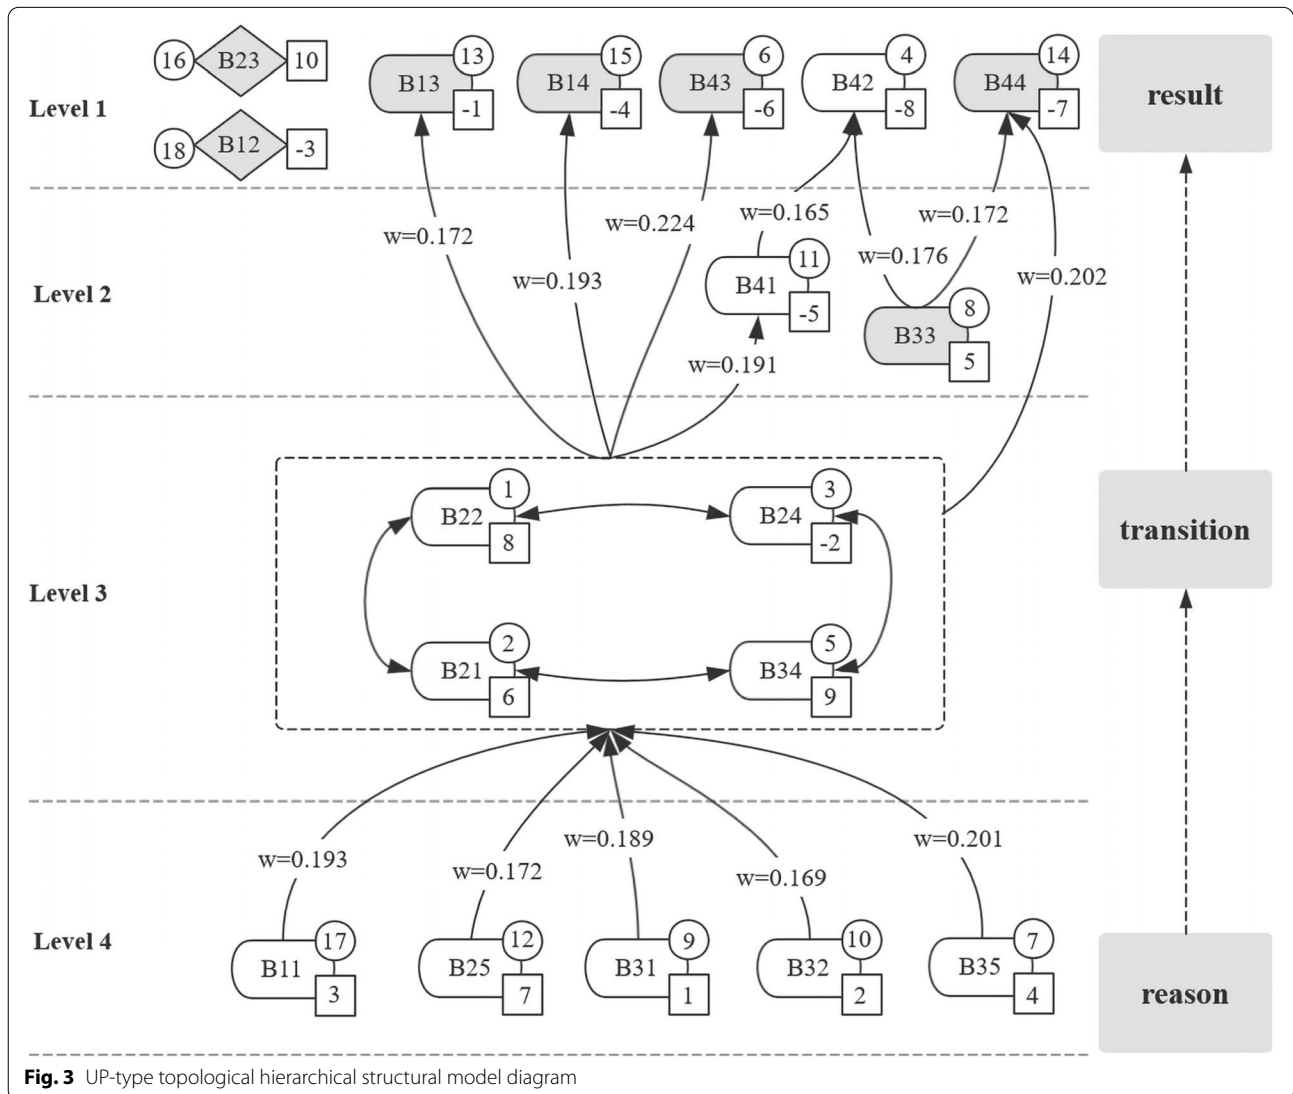 16 B23 10
13
B13
-1
15
B14
-4
6
B43
-6
4
B42
-8
14
B44
-7
result
Level 1
18 B12 -3
w=0.172
w=0.193
w=0.224
w=0.165
w=0.172
w=0.176
w=0.202
Level 2
11
B41
-5
8
B33
5
w=0.191
1
B22
8
3
B24
-2
transition
Level 3
2
B21
6
5
B34
9
w=0.193
w=0.172
w=0.189
w=0.169
w=0.201
Level 4
17
B11
3
12
B25
7
9
B31
1
10
B32
2
7
B35
4
reason
Fig. 3 UP-type topological hierarchical structural model diagram